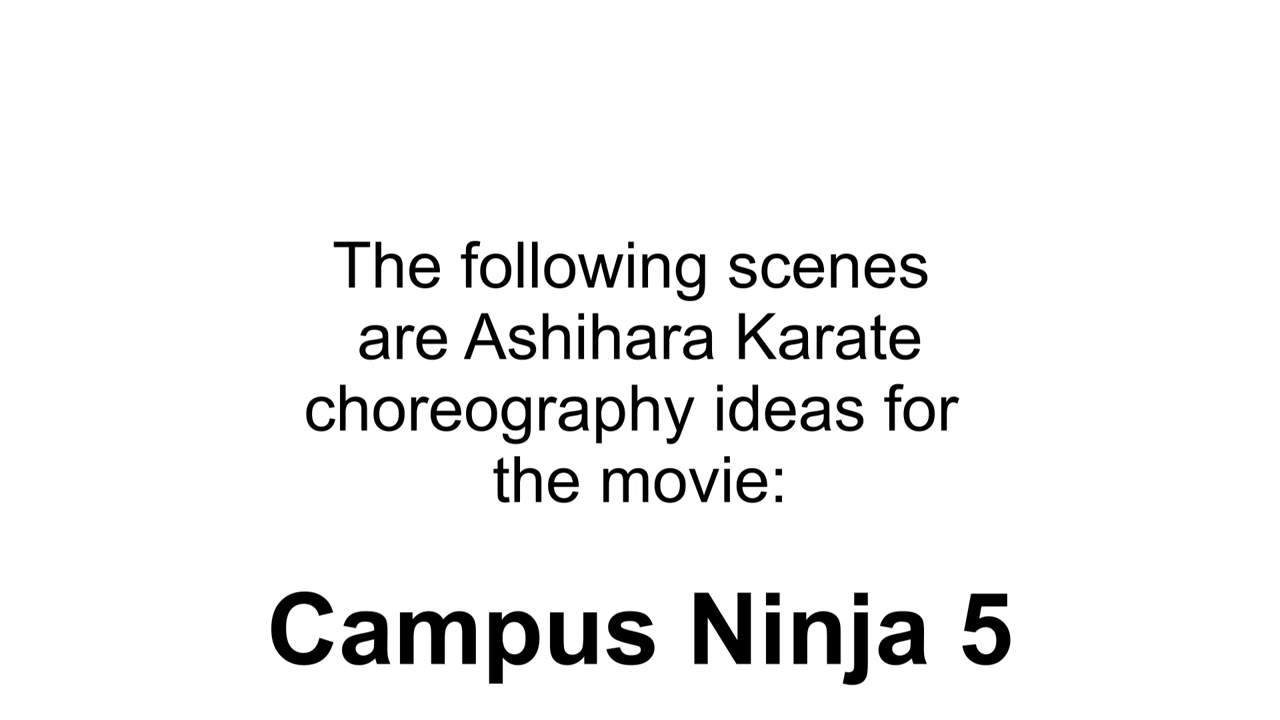 The following scenes
are Ashihara Karate
choreography ideas for
the movie:
Campus Ninja 5